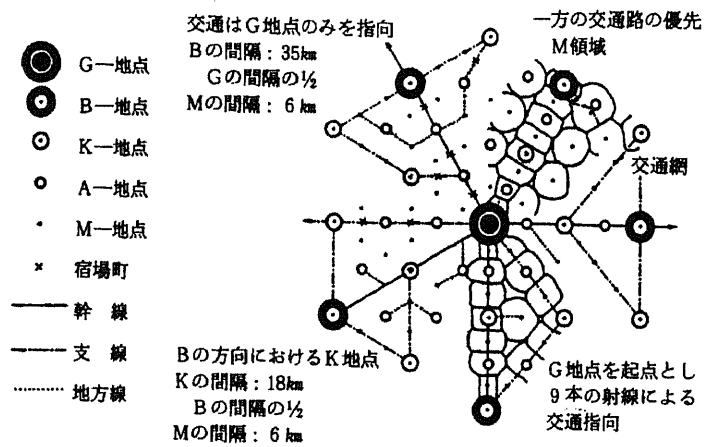 交通はG地点のみを指向
Bの間隔：35㎞
Gの間隔の½
Mの間隔：6㎞
一方の交通路の優先
M領域
G―地点
B―地点
K―地点
A―地点
M―地点
宿場町
幹 線
支 線
地方線
交通網
Bの方向におけるK地点
Kの間隔：18㎞
Bの間隔の½
Mの間隔：6㎞
G地点を起点とし
9本の射線による
交通指向